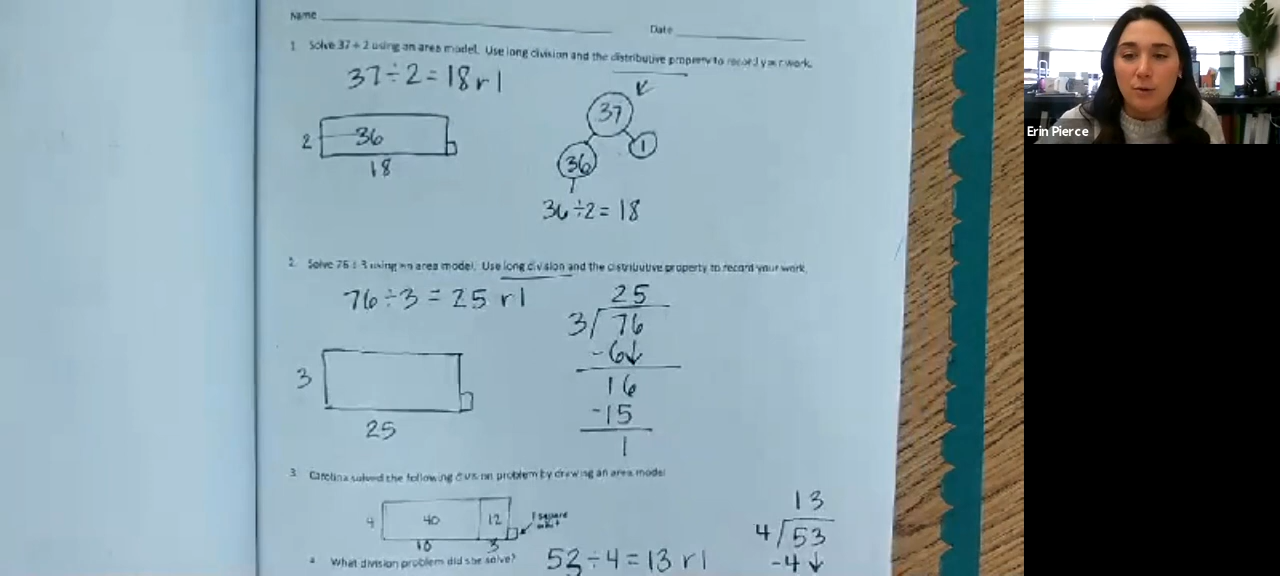 Name
Date
1. Solve 37 ÷ 2 using an area model. Use long division and the distributive property to record your work.
37 ÷ 2 = 18 r 1
37
2
36
1
18
36
36 ÷ 2 = 18
2. Solve 76 ÷ 3 using an area model. Use long division and the distributive property to record your work.
76 ÷ 3 = 25 r 1
25
3 76
-6↓
3
16
-15
25
1
3. Carolina solved the following division problem by drawing an area model
4
40
12
1 square
10
3
13
4 53
-4↓
a. What division problem did she solve?
53 ÷ 4 = 13 r 1
Erin Pierce